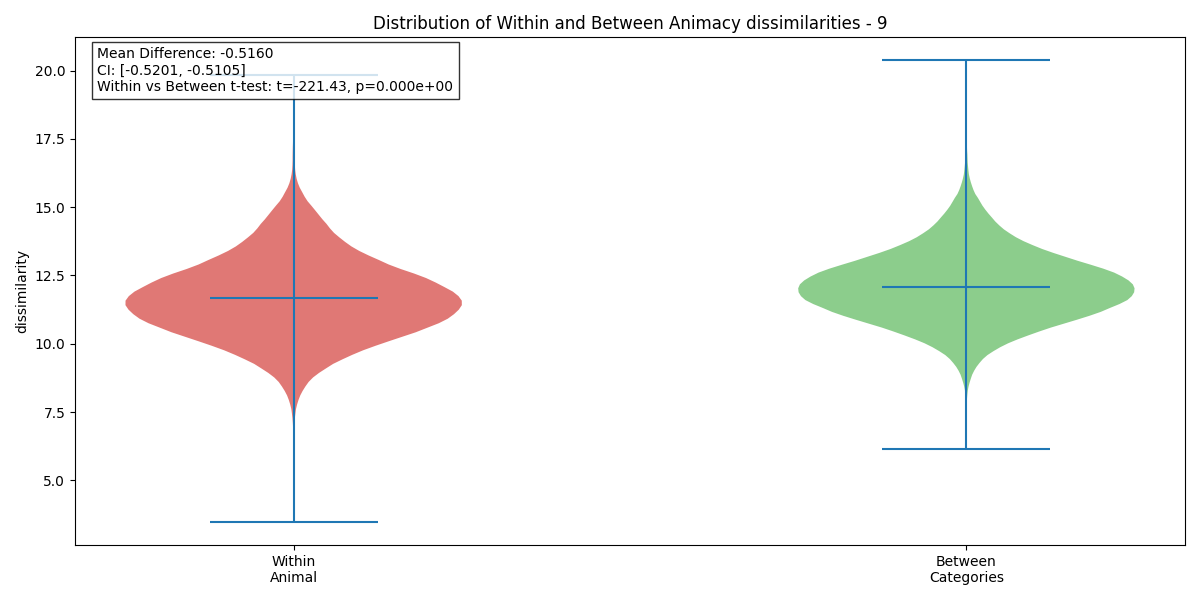 Distribution of Within and Between Animacy dissimilarities - 9
Mean Difference: -0.5160
CI: [-0.5201, -0.5105]
Within vs Between t-test: t=-221.43, p=0.000e+00
20.0
17.5
15.0
12.5
10.0
7.5
5.0
dissimilarity
Within
Animal
Between
Categories